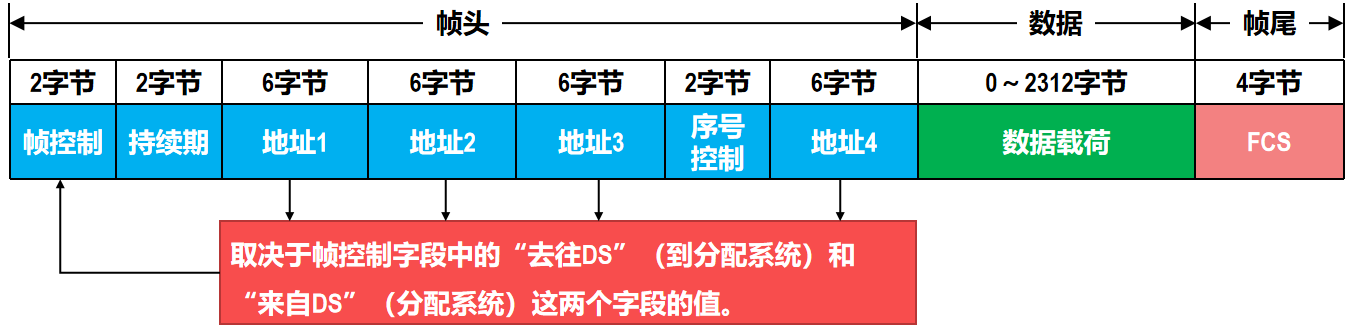 帧头 数据 帧尾
2字节 2字节 6字节 6字节 6字节 2字节 6字节 0～2312字节 4字节
帧控制 持续期 地址1 地址2 地址3 序号控制 地址4 数据载荷 FCS
取决于帧控制字段中的“去往DS”（到分配系统）和
“来自DS”（分配系统）这两个字段的值。